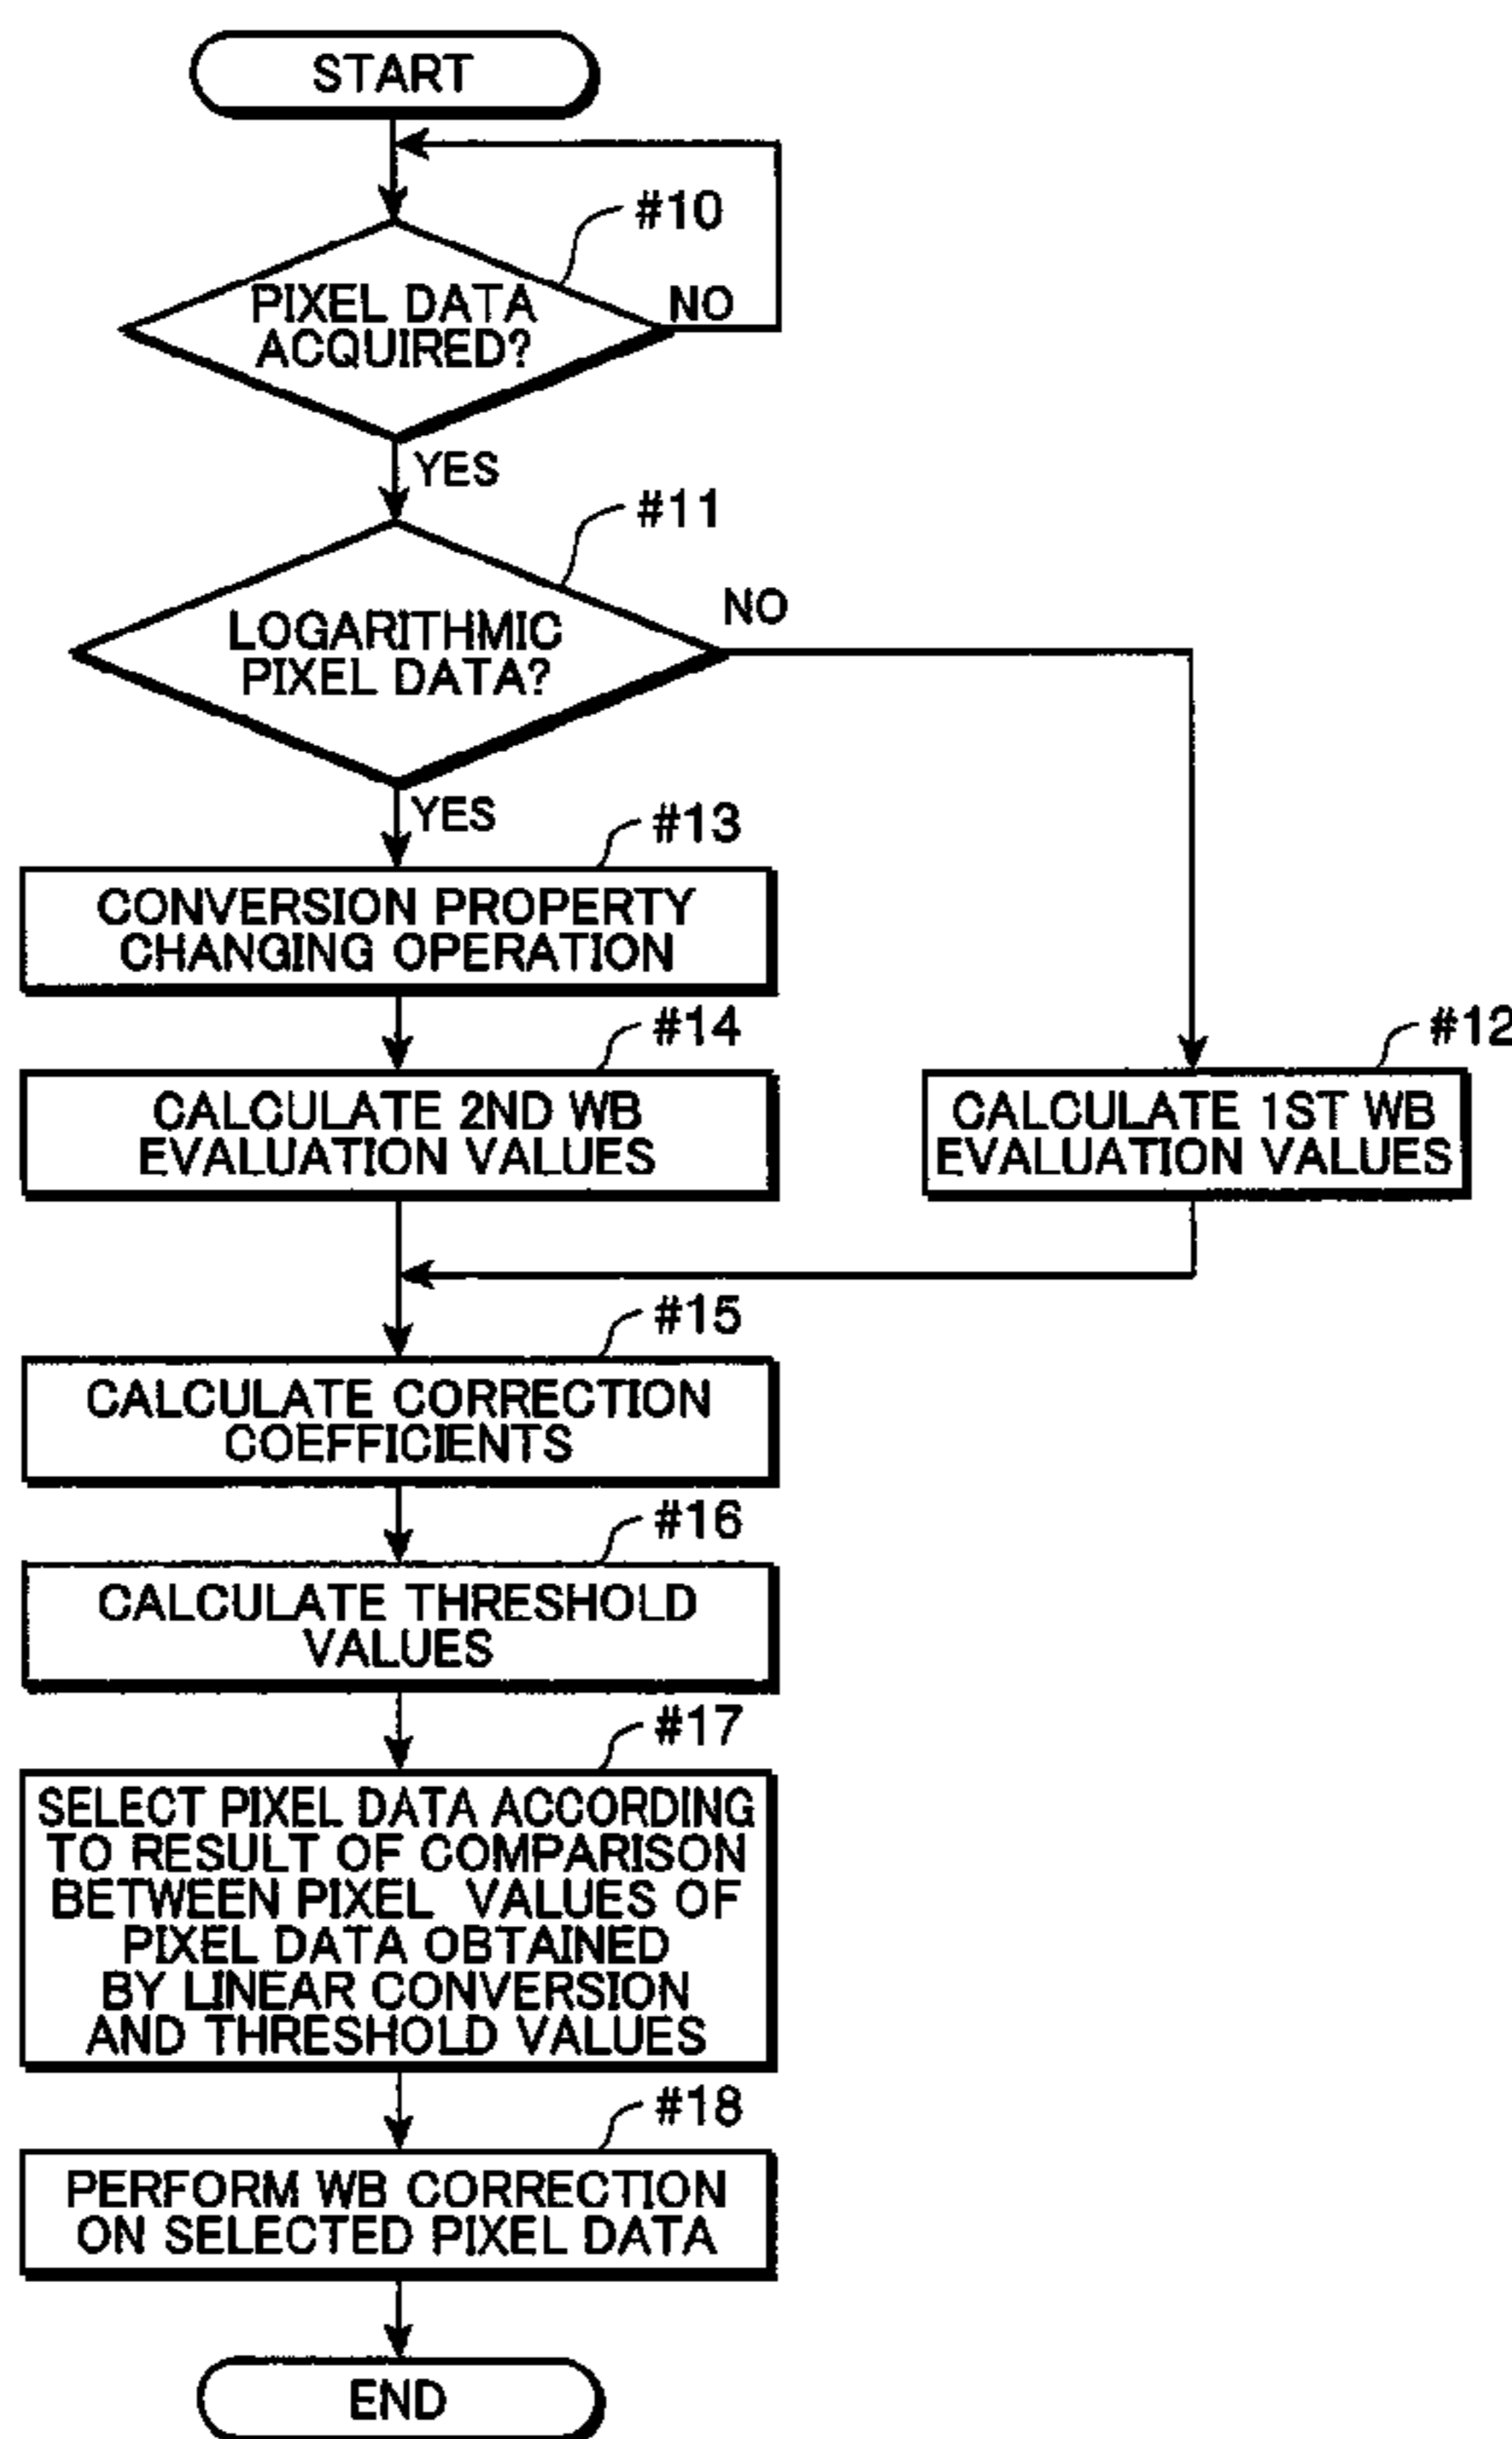 START
#10
PIXEL DATA
ACQUIRED?
NO
YES
#11
LOGARITHMIC
PIXEL DATA?
NO
YES
#13
CONVERSION PROPERTY
CHANGING OPERATION
#14
CALCULATE 2ND WB
EVALUATION VALUES
#12
CALCULATE 1ST WB
EVALUATION VALUES
#15
CALCULATE CORRECTION
COEFFICIENTS
#16
CALCULATE THRESHOLD
VALUES
#17
SELECT PIXEL DATA ACCORDING
TO RESULT OF COMPARISON
BETWEEN PIXEL VALUES OF
PIXEL DATA OBTAINED
BY LINEAR CONVERSION
AND THRESHOLD VALUES
#18
PERFORM WB CORRECTION
ON SELECTED PIXEL DATA
END